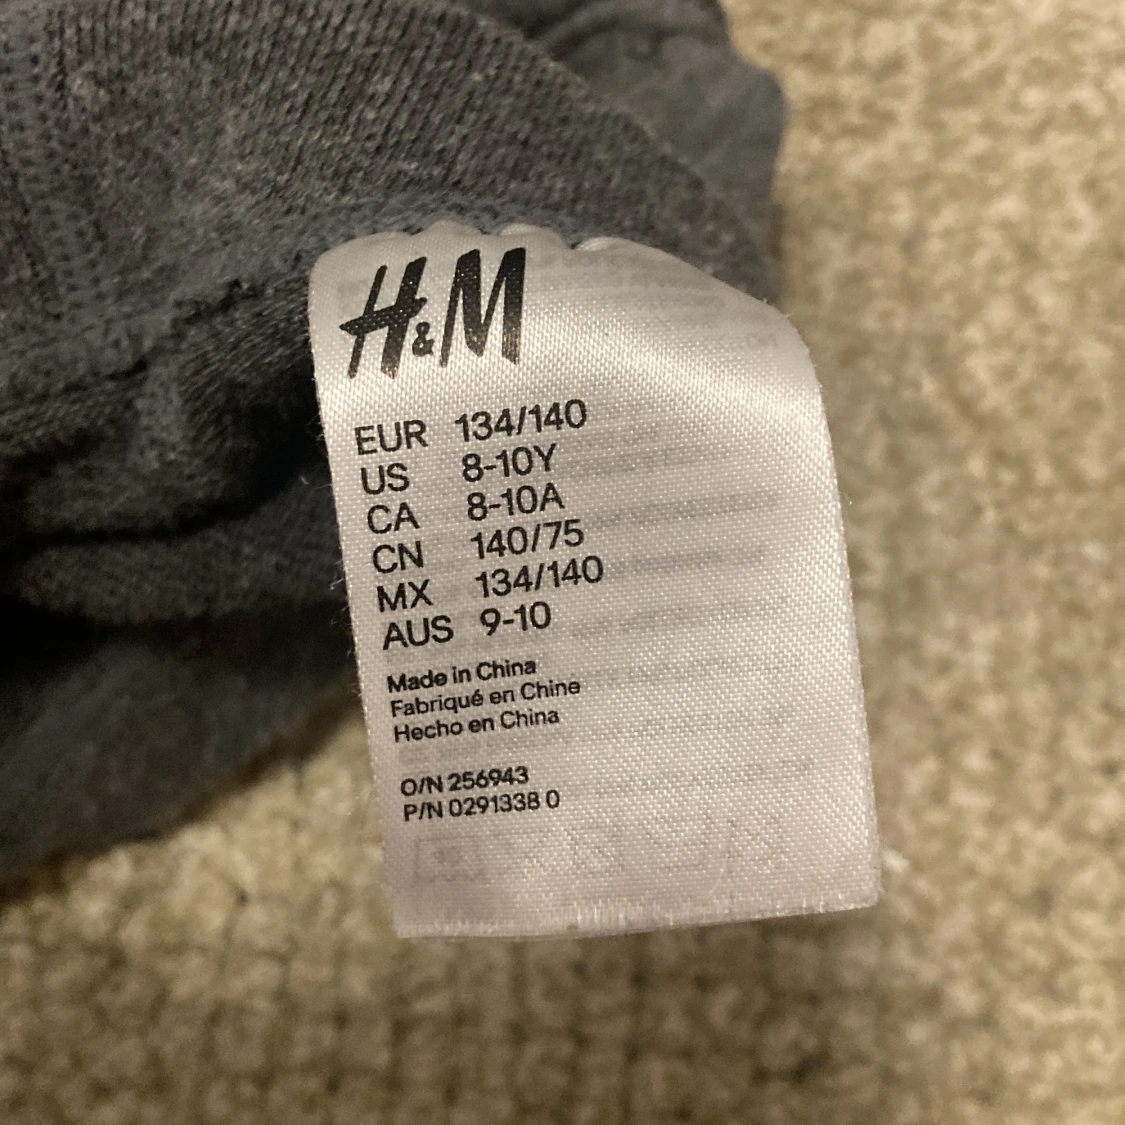 H&M
EUR 134/140
US 8-10Y
CA 8-10A
CN 140/75
MX 134/140
AUS 9-10
Made in China
Fabriqué en Chine
Hecho en China
O/N 256943
P/N 0291338 0